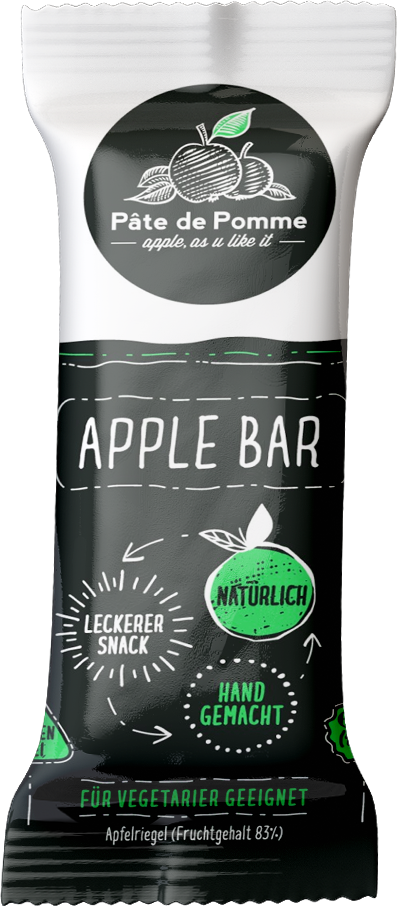 Pâte de Pomme
apple, as u like it
APPLE BAR
NATÜRLICH
LECKERER
SNACK
HAND
GEMACHT
FÜR VEGETARIER GEEIGNET
Apfelriegel (Fruchtgehalt 83%)